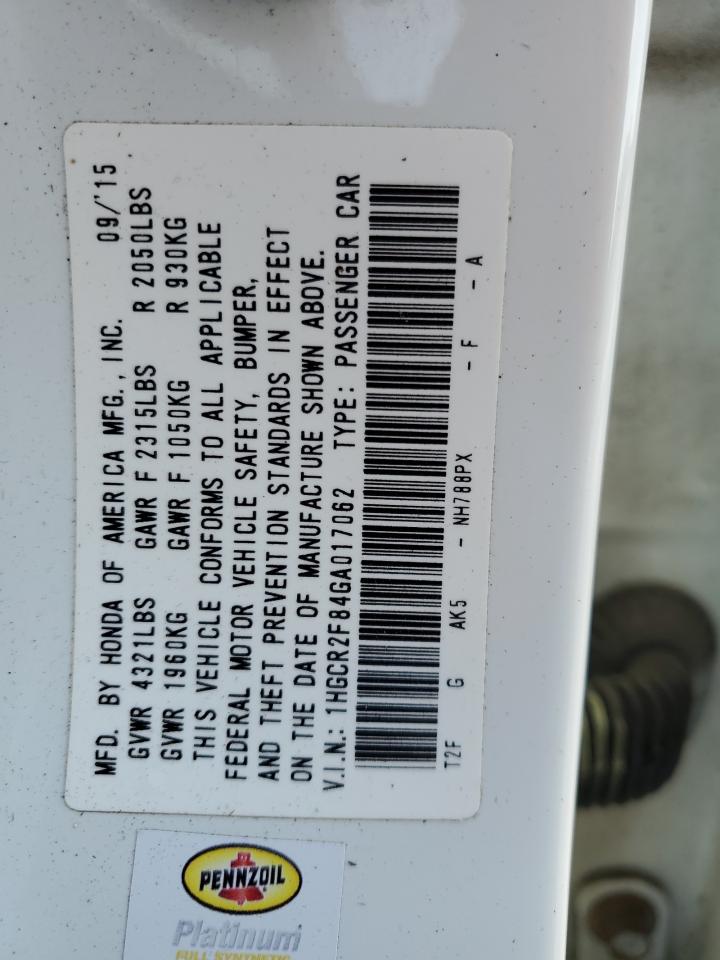 MFD. BY HONDA OF AMERICA MFG., INC. 09/'15
GVWR 4321LBS GAWR F 2315LBS R 2050LBS
GVWR 1960KG GAWR F 1050KG R 930KG
THIS VEHICLE CONFORMS TO ALL APPLICABLE
FEDERAL MOTOR VEHICLE SAFETY, BUMPER,
AND THEFT PREVENTION STANDARDS IN EFFECT
ON THE DATE OF MANUFACTURE SHOWN ABOVE.
V.I.N.: 1HGCR2F84GA017062 TYPE: PASSENGER CAR
T2F G AK5 - NH788PX - F - A
PENNZOIL
Platinum
FULL SYNTHETIC